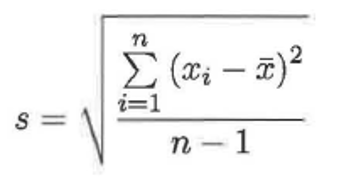 s = √( Σ_{i=1}^{n} (x_i − x̄)² / (n − 1) )